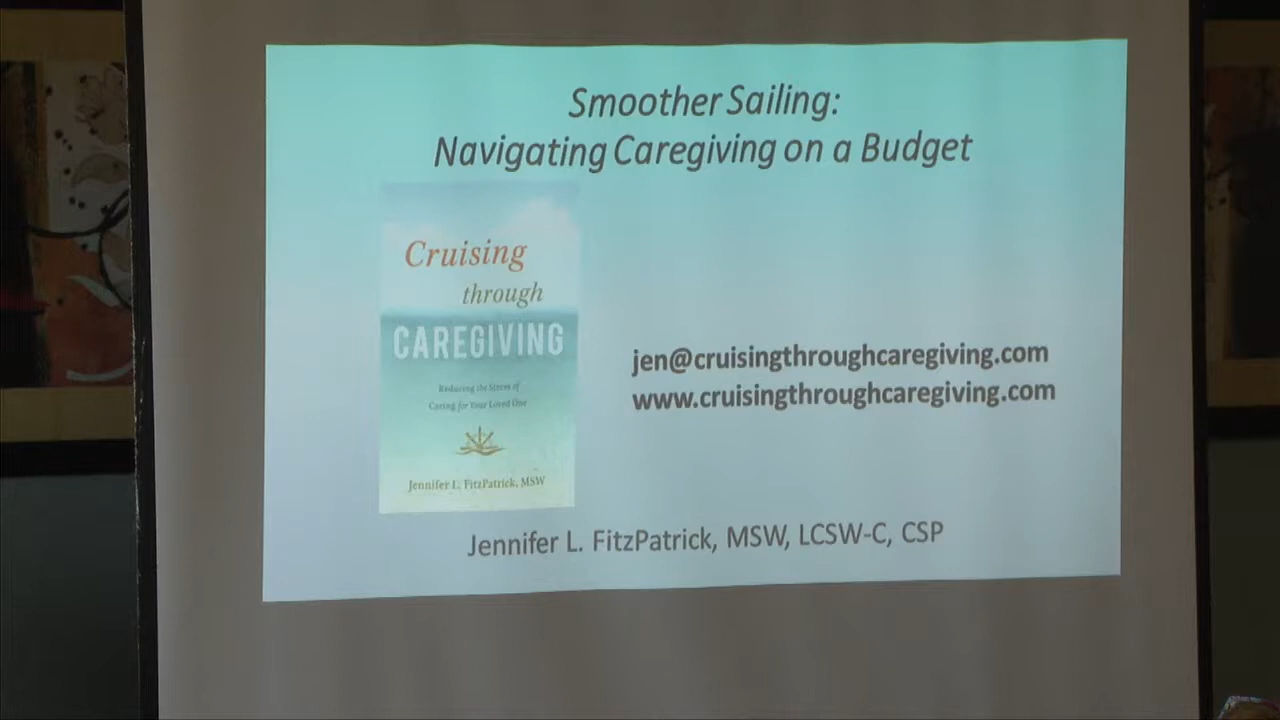 Smoother Sailing:
Navigating Caregiving on a Budget
Cruising
through
CAREGIVING
Reducing the Stress of
Caring for Your Loved One
Jennifer L. FitzPatrick, MSW
jen@cruisingthroughcaregiving.com
www.cruisingthroughcaregiving.com
Jennifer L. FitzPatrick, MSW, LCSW-C, CSP